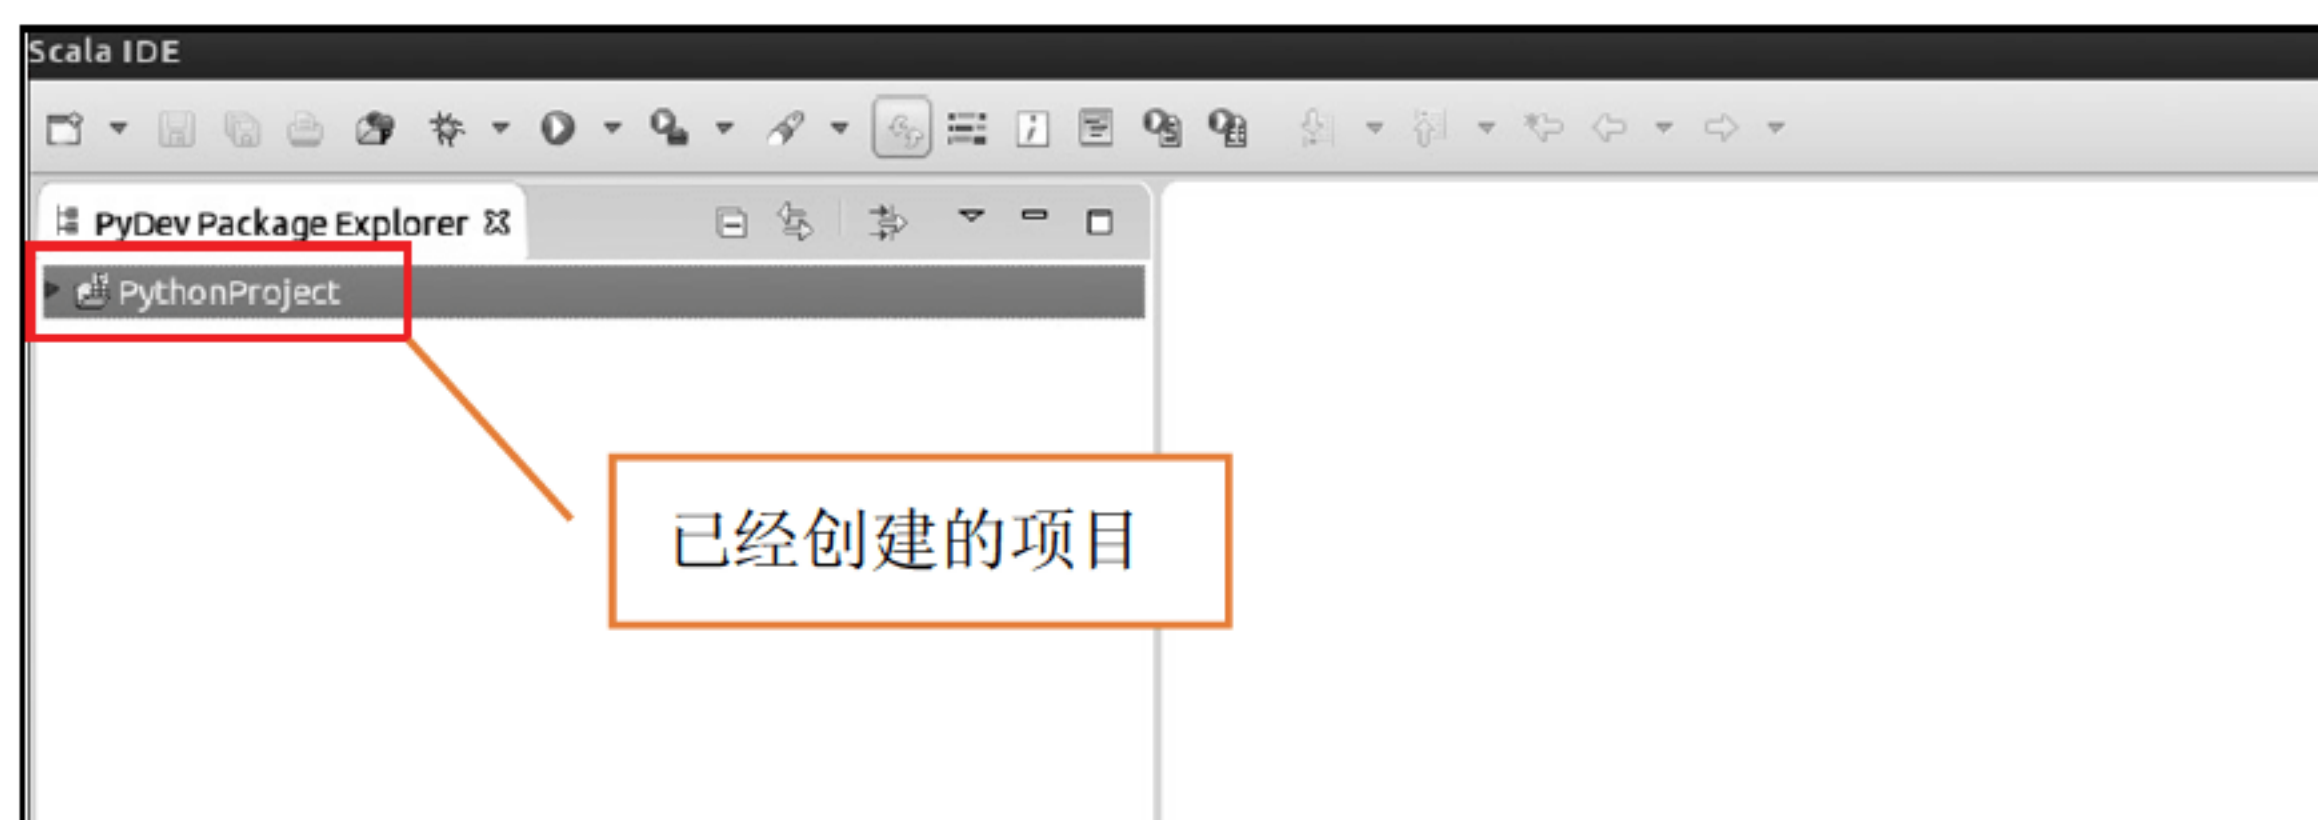 Scala IDE
PyDev Package Explorer
PythonProject
已经创建的项目